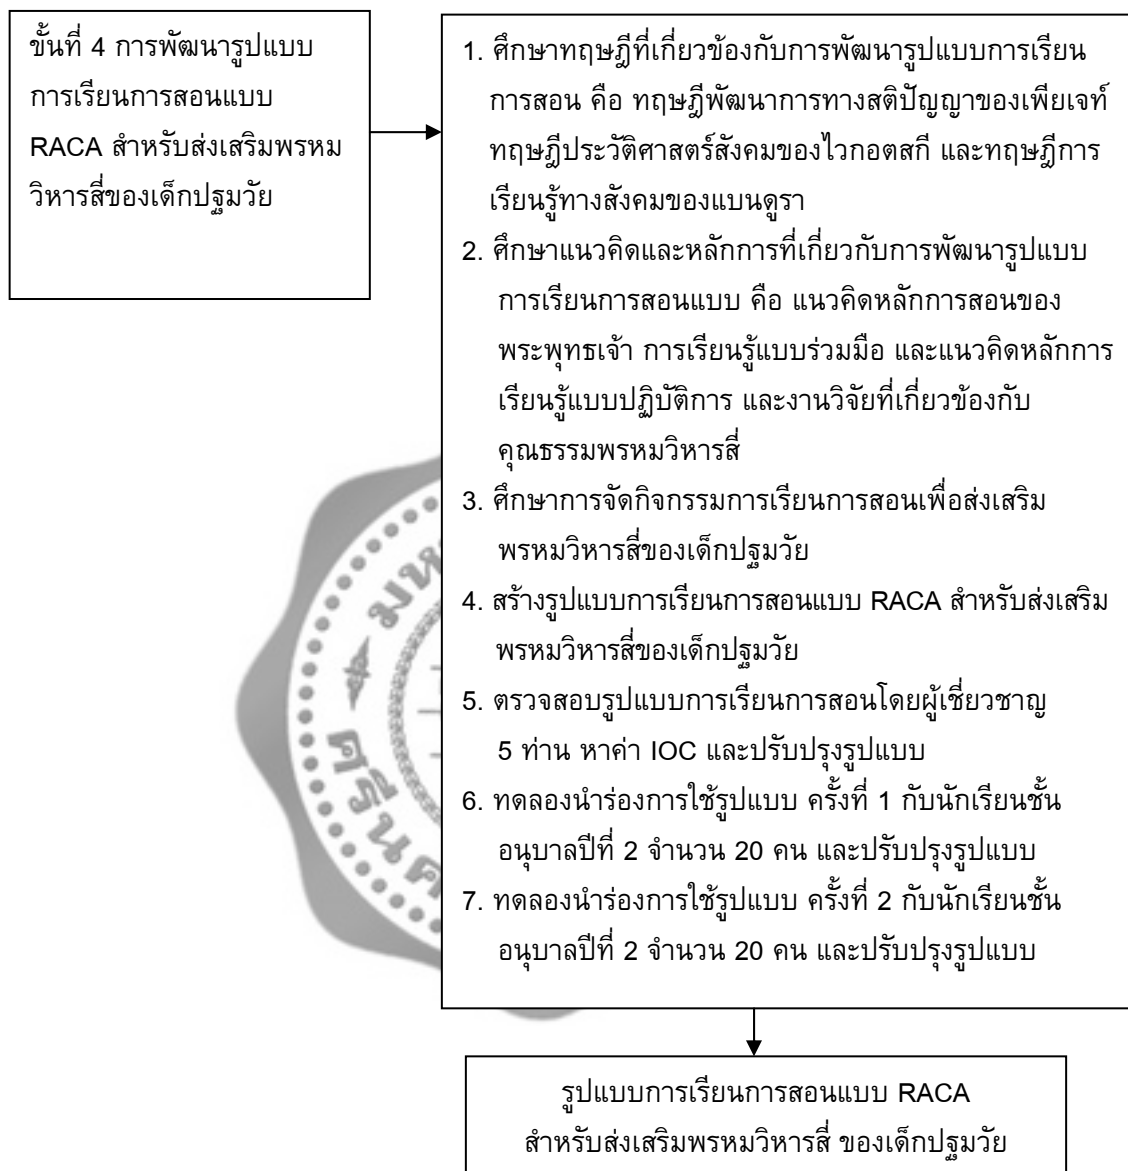 ขั้นที่ 4 การพัฒนารูปแบบ
การเรียนการสอนแบบ
RACA สำหรับส่งเสริมพรหม
วิหารสี่ของเด็กปฐมวัย
1. ศึกษาทฤษฎีที่เกี่ยวข้องกับการพัฒนารูปแบบการเรียน
การสอน คือ ทฤษฎีพัฒนาการทางสติปัญญาของเพียเจท์
ทฤษฎีประวัติศาสตร์สังคมของไวกอตสกี และทฤษฎีการ
เรียนรู้ทางสังคมของแบนดูรา
2. ศึกษาแนวคิดและหลักการที่เกี่ยวกับการพัฒนารูปแบบ
การเรียนการสอนแบบ คือ แนวคิดหลักการสอนของ
พระพุทธเจ้า การเรียนรู้แบบร่วมมือ และแนวคิดหลักการ
เรียนรู้แบบปฏิบัติการ และงานวิจัยที่เกี่ยวข้องกับ
คุณธรรมพรหมวิหารสี่
3. ศึกษาการจัดกิจกรรมการเรียนการสอนเพื่อส่งเสริม
พรหมวิหารสี่ของเด็กปฐมวัย
4. สร้างรูปแบบการเรียนการสอนแบบ RACA สำหรับส่งเสริม
พรหมวิหารสี่ของเด็กปฐมวัย
5. ตรวจสอบรูปแบบการเรียนการสอนโดยผู้เชี่ยวชาญ
5 ท่าน หาค่า IOC และปรับปรุงรูปแบบ
6. ทดลองนำร่องการใช้รูปแบบ ครั้งที่ 1 กับนักเรียนชั้น
อนุบาลปีที่ 2 จำนวน 20 คน และปรับปรุงรูปแบบ
7. ทดลองนำร่องการใช้รูปแบบ ครั้งที่ 2 กับนักเรียนชั้น
อนุบาลปีที่ 2 จำนวน 20 คน และปรับปรุงรูปแบบ
รูปแบบการเรียนการสอนแบบ RACA
สำหรับส่งเสริมพรหมวิหารสี่ ของเด็กปฐมวัย